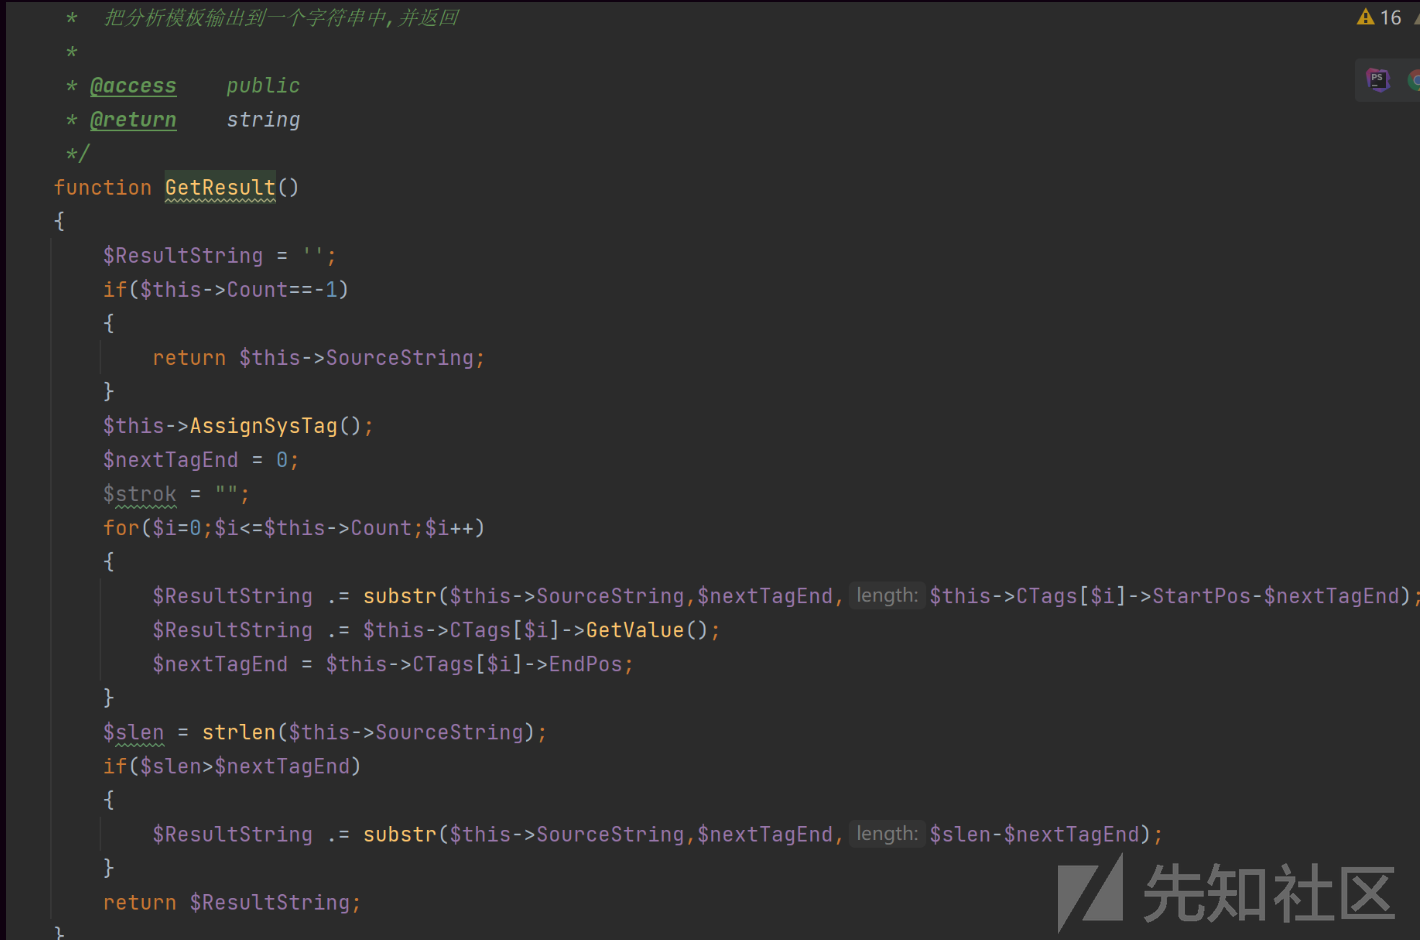 * 把分析模板输出到一个字符串中,并返回
*
* @access public
* @return string
*/
function GetResult()
{
$ResultString = '';
if($this->Count==-1)
{
return $this->SourceString;
}
$this->AssignSysTag();
$nextTagEnd = 0;
$strok = "";
for($i=0;$i<=$this->Count;$i++)
{
$ResultString .= substr($this->SourceString,$nextTagEnd, length: $this->CTags[$i]->StartPos-$nextTagEnd);
$ResultString .= $this->CTags[$i]->GetValue();
$nextTagEnd = $this->CTags[$i]->EndPos;
}
$slen = strlen($this->SourceString);
if($slen>$nextTagEnd)
{
$ResultString .= substr($this->SourceString,$nextTagEnd, length: $slen-$nextTagEnd);
}
return $ResultString;
}
16
PS
先知社区